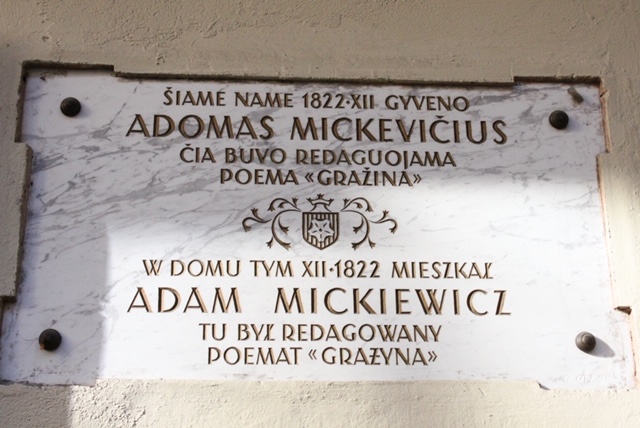 ŠIAME NAME 1822·XII GYVENO
ADOMAS MICKEVIČIUS
ČIA BUVO REDAGUOJAMA
POEMA «GRAŽINA»
W DOMU TYM XII·1822 MIESZKAŁ
ADAM MICKIEWICZ
TU BYŁ REDAGOWANY
POEMAT «GRAŻYNA»